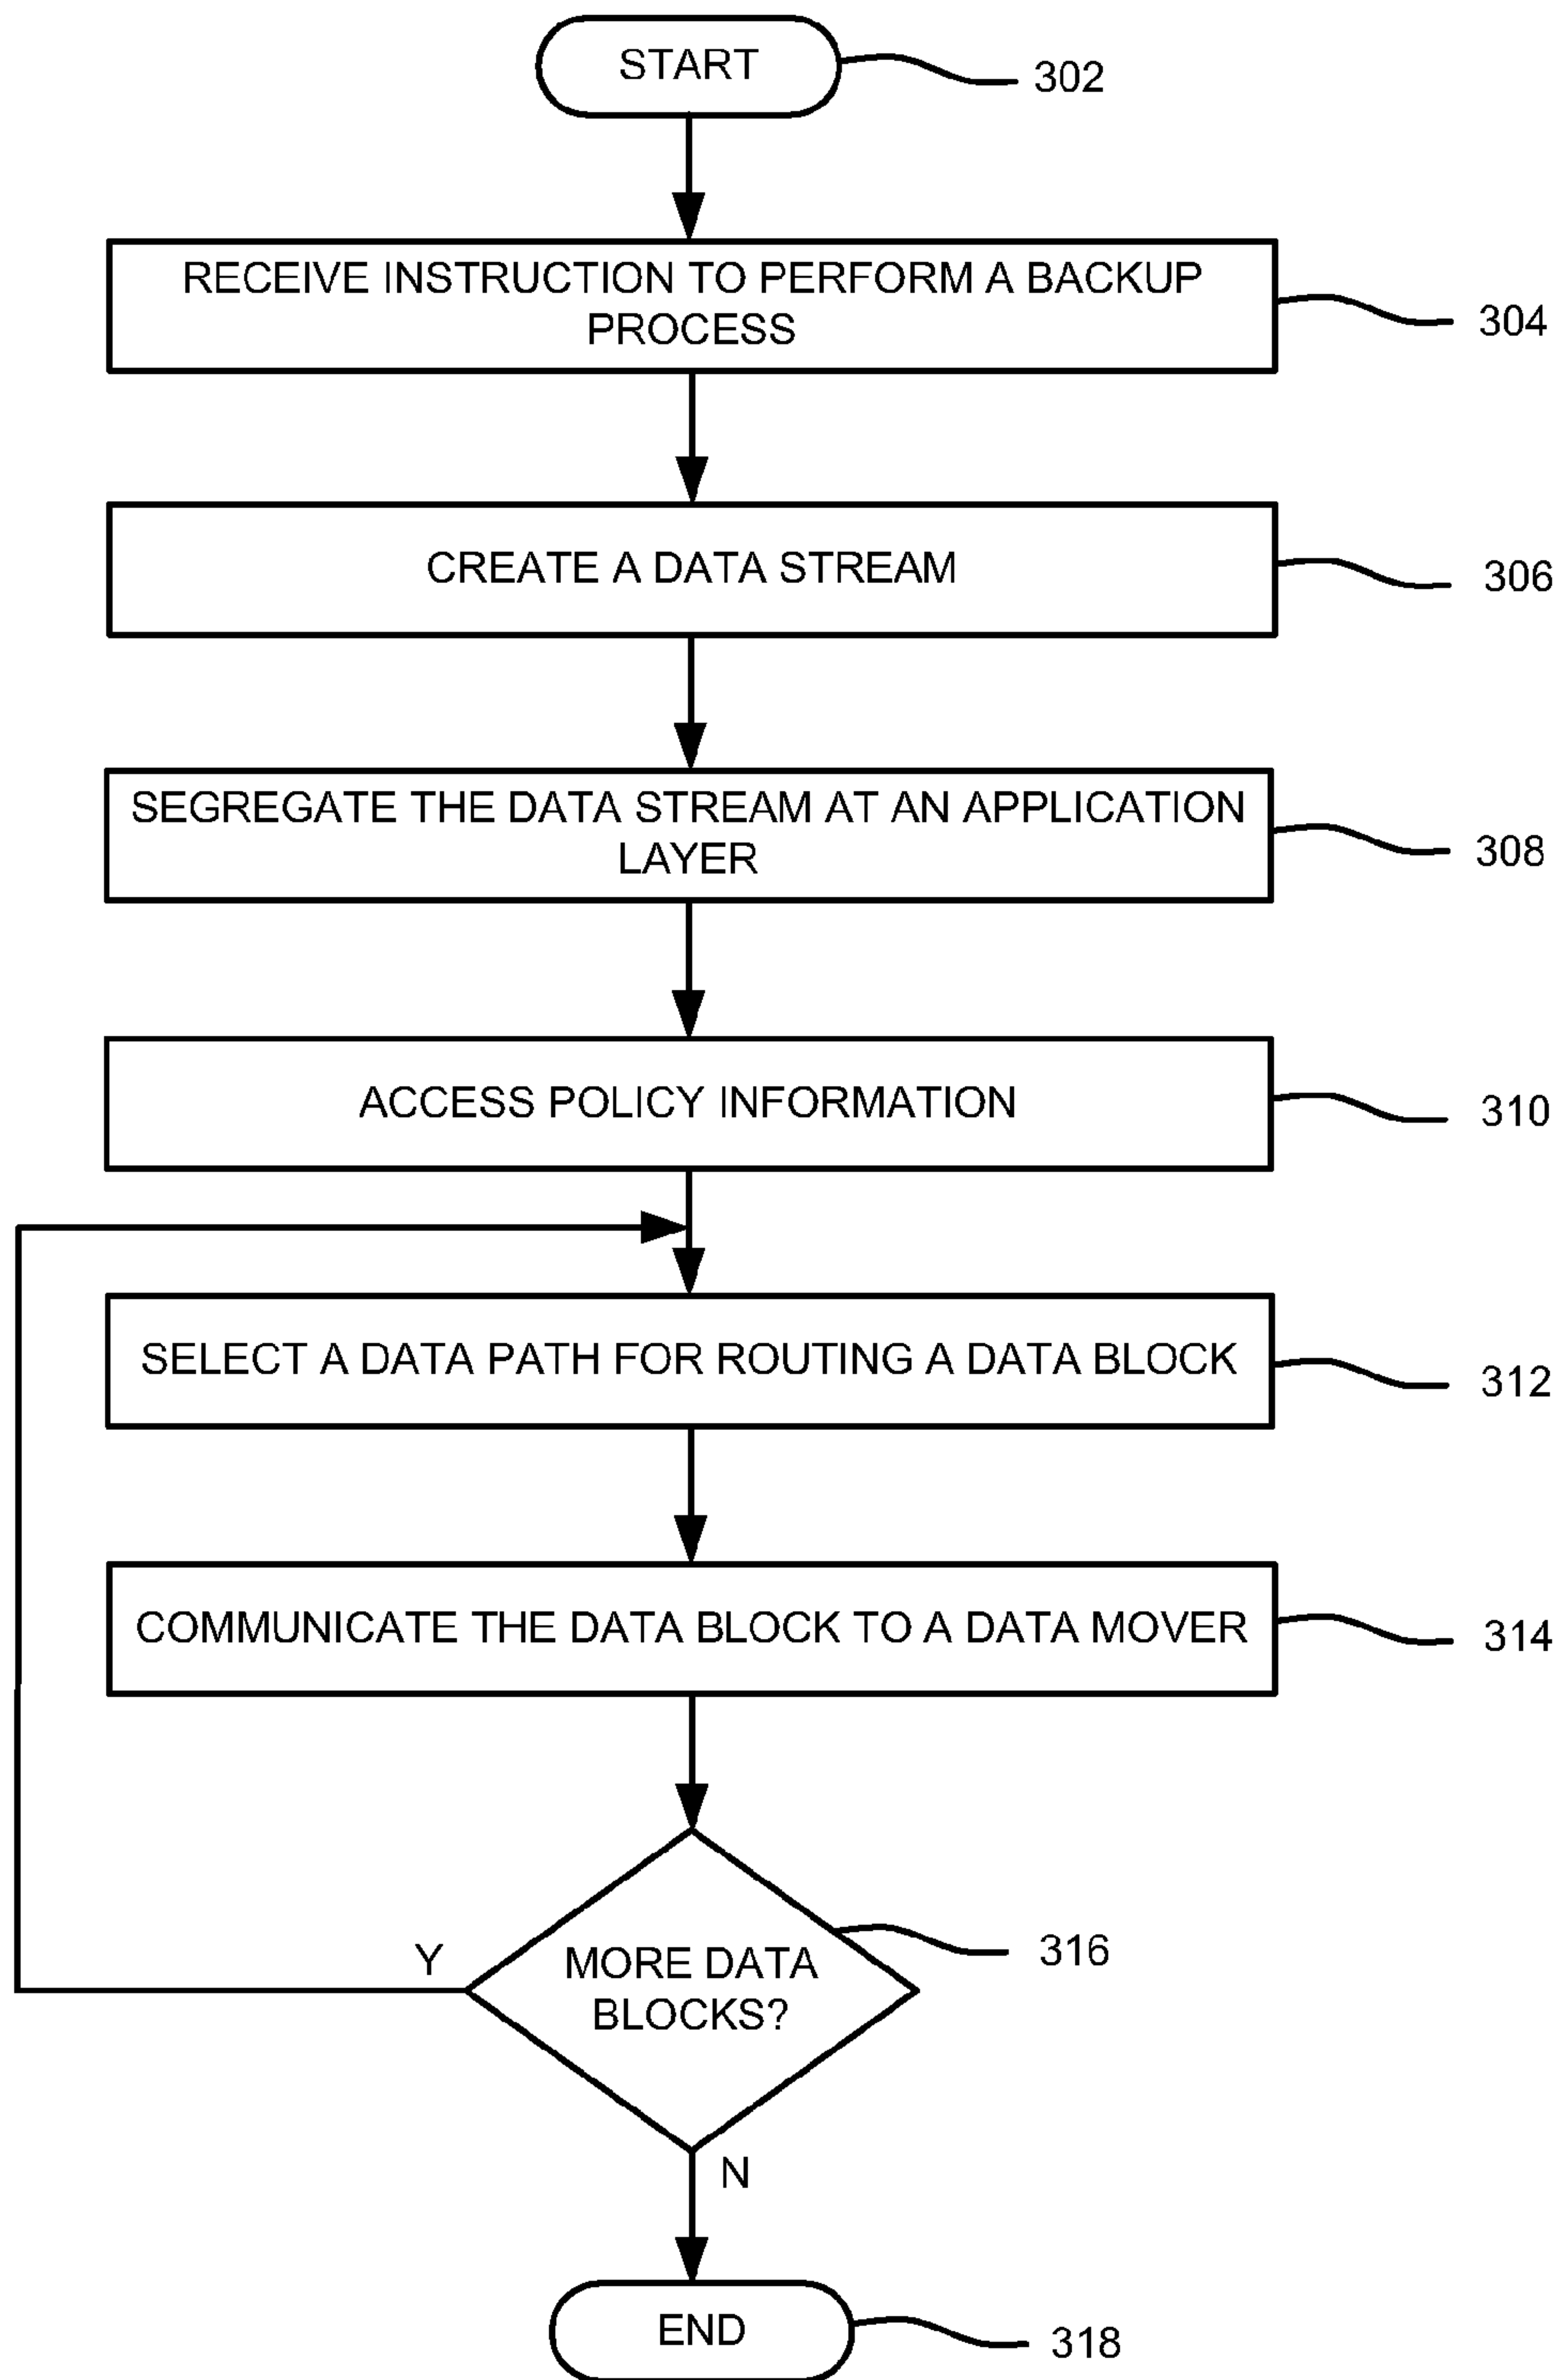 START
302
RECEIVE INSTRUCTION TO PERFORM A BACKUP
PROCESS
304
CREATE A DATA STREAM
306
SEGREGATE THE DATA STREAM AT AN APPLICATION
LAYER
308
ACCESS POLICY INFORMATION
310
SELECT A DATA PATH FOR ROUTING A DATA BLOCK
312
COMMUNICATE THE DATA BLOCK TO A DATA MOVER
314
MORE DATA
BLOCKS?
316
Y
N
END
318